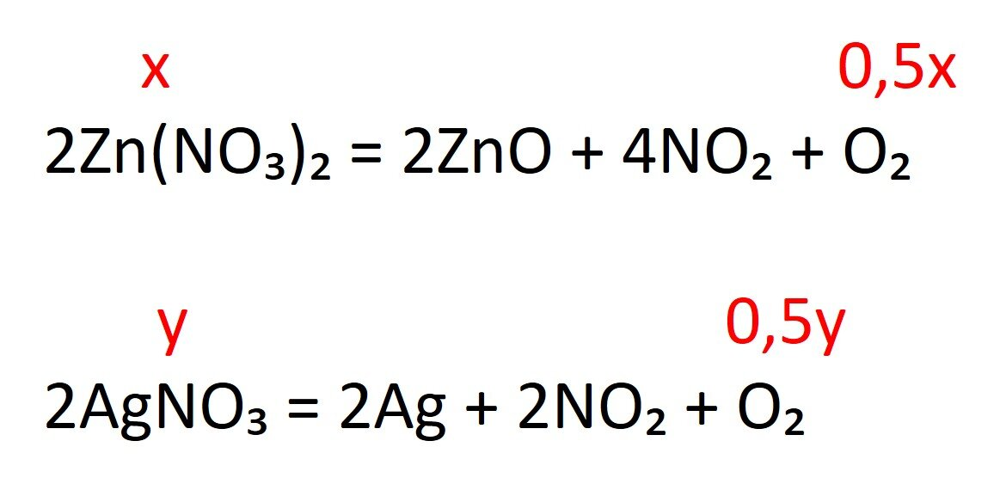 x 0,5x
2Zn(NO₃)₂ = 2ZnO + 4NO₂ + O₂
y 0,5y
2AgNO₃ = 2Ag + 2NO₂ + O₂